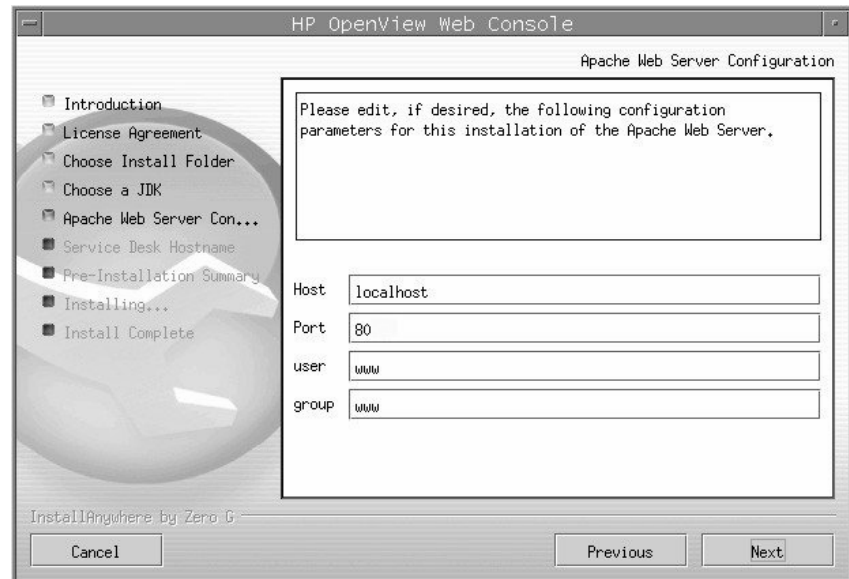 HP OpenView Web Console
Apache Web Server Configuration
Introduction
License Agreement
Choose Install Folder
Choose a JDK
Apache Web Server Con...
Service Desk Hostname
Pre-Installation Summary
Installing...
Install Complete
Please edit, if desired, the following configuration
parameters for this installation of the Apache Web Server.
Host localhost
Port 80
user www
group www
InstallAnywhere by Zero G
Cancel Previous Next